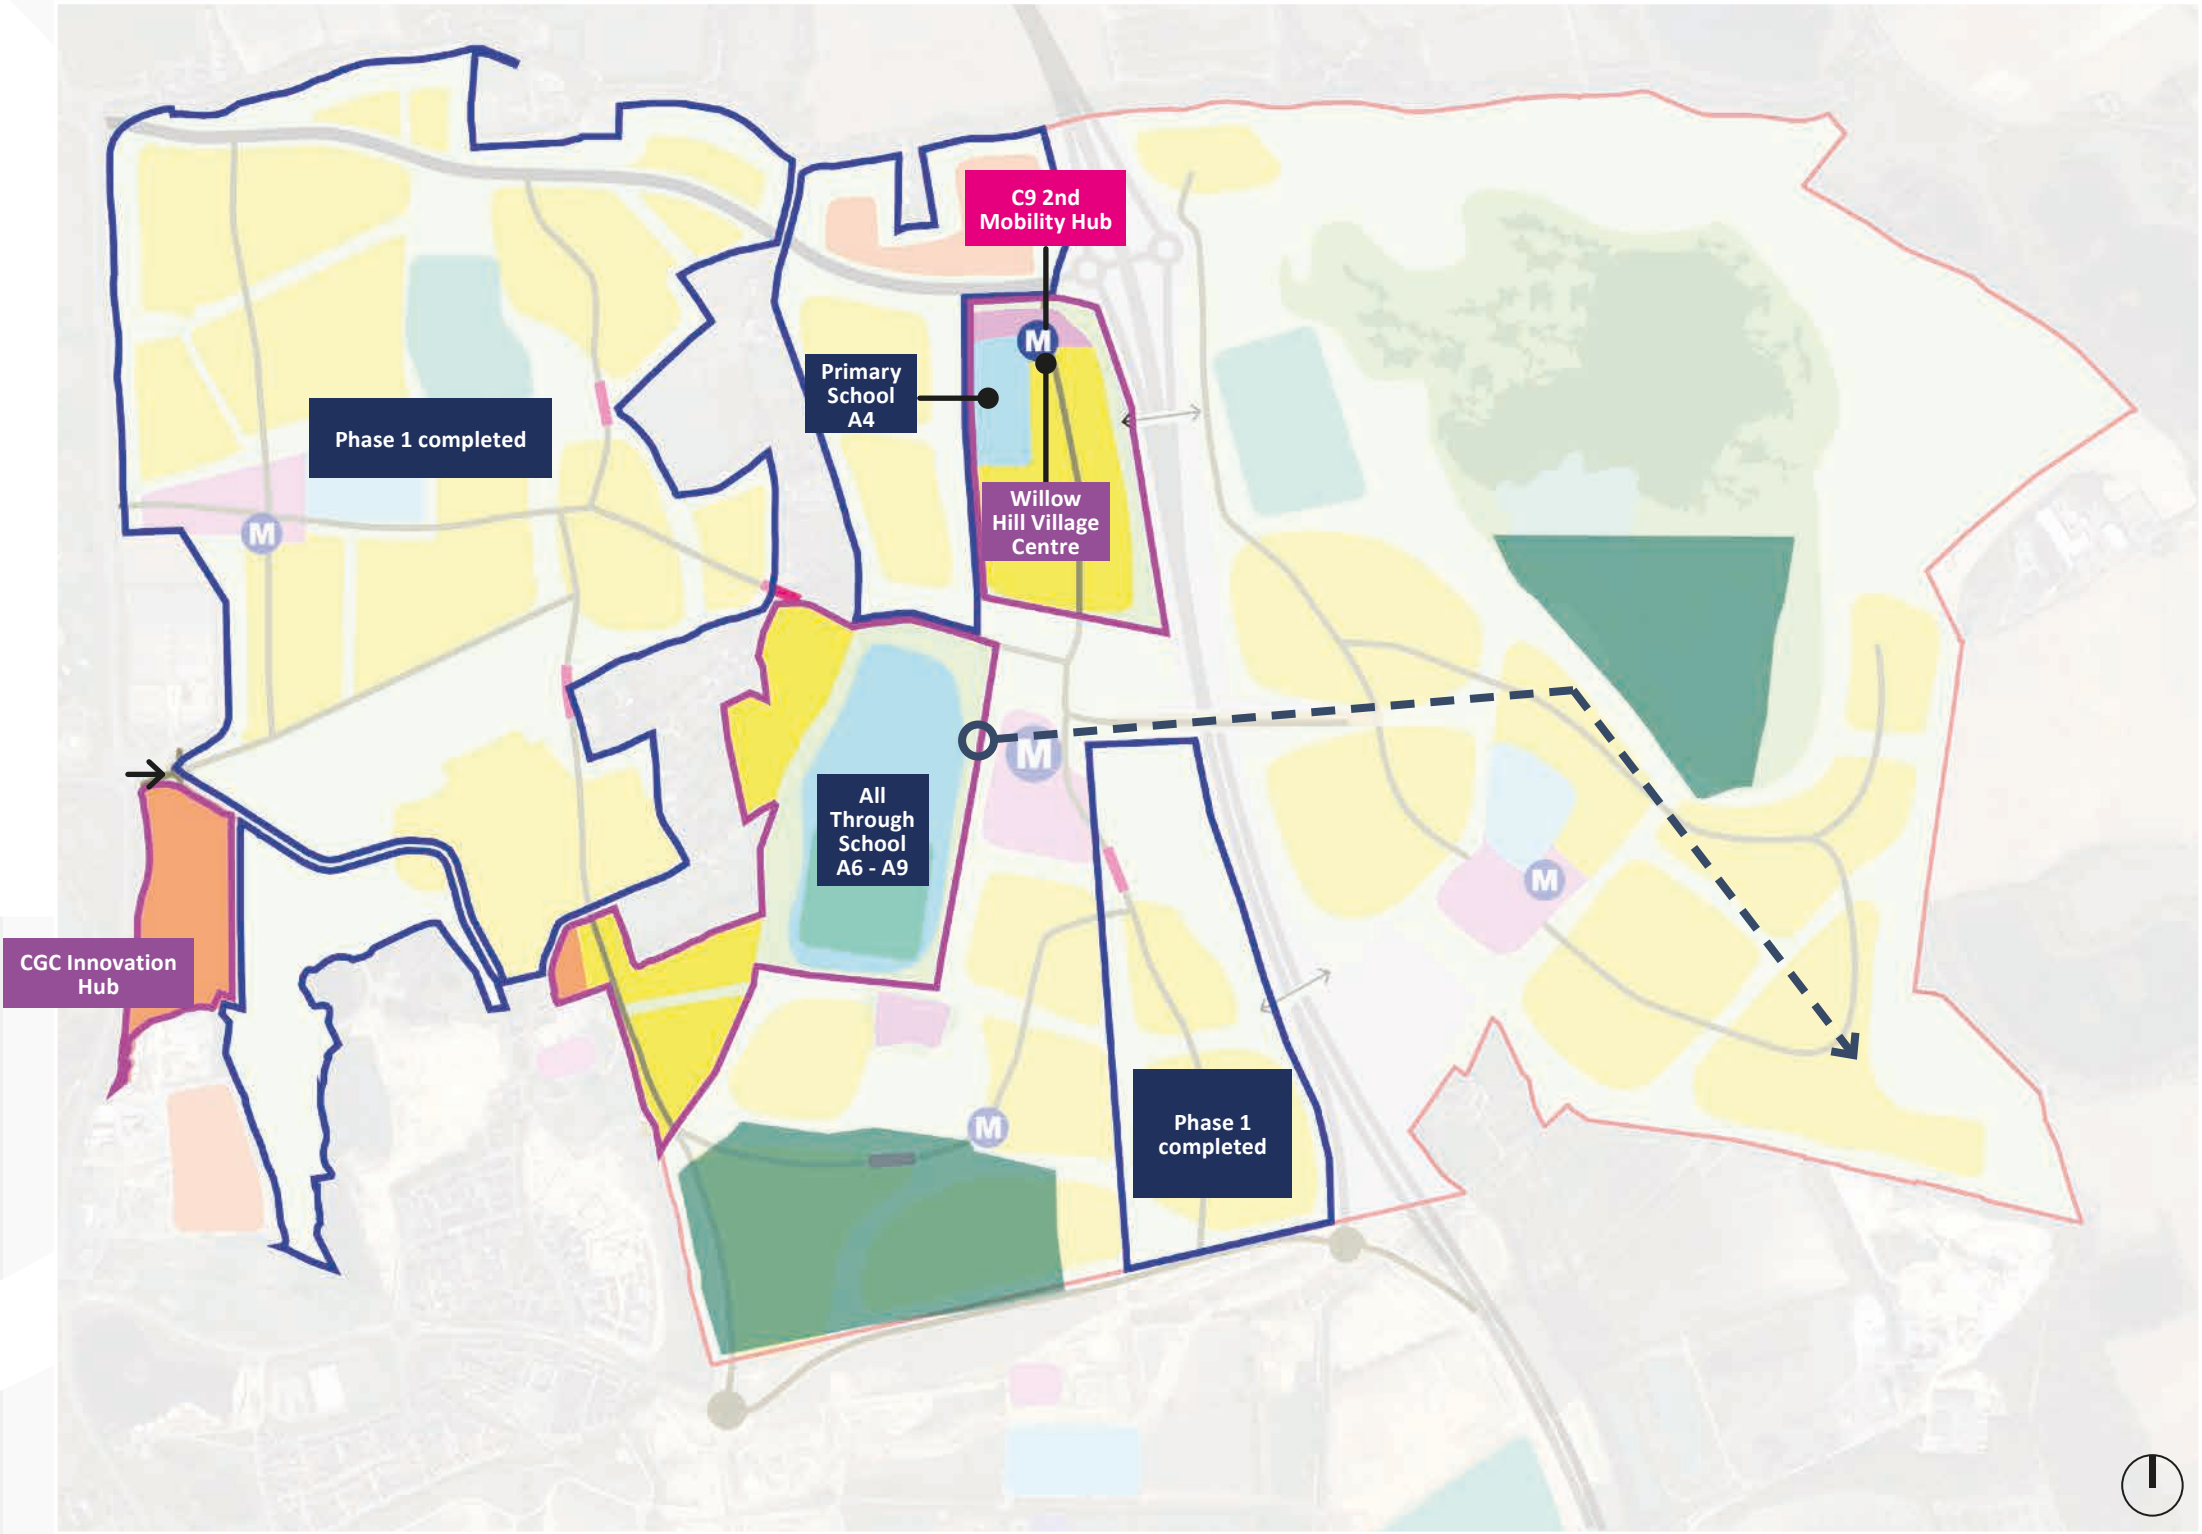 C9 2nd
Mobility Hub
M
Primary
School
A4
Phase 1 completed
Willow
Hill Village
Centre
M
M
All
Through
School
A6 - A9
M
CGC Innovation
Hub
Phase 1
completed
M